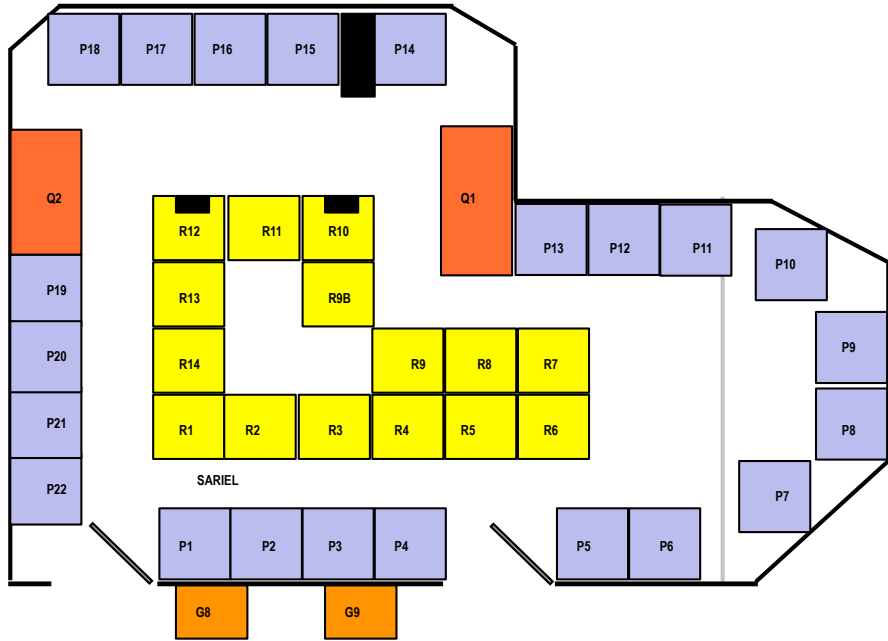 P18 P17 P16 P15 P14
Q2 Q1
R12 R11 R10
P13 P12 P11
P10
P19 R13 R9B
P20 R14 R9 R8 R7 P9
P21 R1 R2 R3 R4 R5 R6 P8
SARIEL
P22 P7
P1 P2 P3 P4 P5 P6
G8 G9